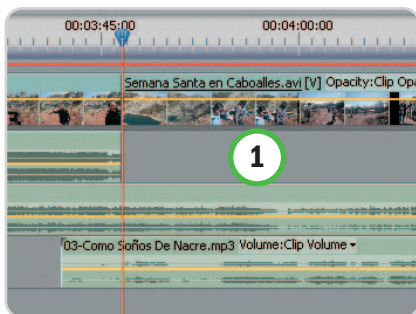 00:03:45:00 00:04:00:00
Semana Santa en Caboalles.avi [V] Opacity:Clip Opa
1
03-Como Soños De Nacre.mp3 Volume:Clip Volume